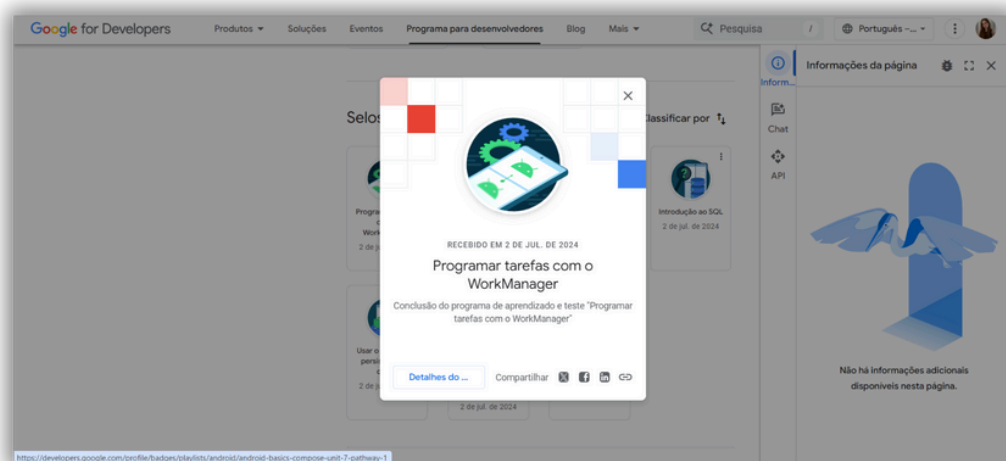 Google for Developers
Produtos
Soluções
Eventos
Programa para desenvolvedores
Blog
Mais
Pesquisa
/
Português – ...
Informações da página
Inform...
Chat
API
Selos
Classificar por
Introdução ao SQL
2 de jul. de 2024
RECEBIDO EM 2 DE JUL. DE 2024
Programar tarefas com o
WorkManager
Conclusão do programa de aprendizado e teste "Programar
tarefas com o WorkManager"
Detalhes do ...
Compartilhar
Usar o
2 de jul. de 2024
Não há informações adicionais
disponíveis nesta página.
https://developers.google.com/profile/badges/playlists/android/android-basics-compose-unit-7-pathway-1